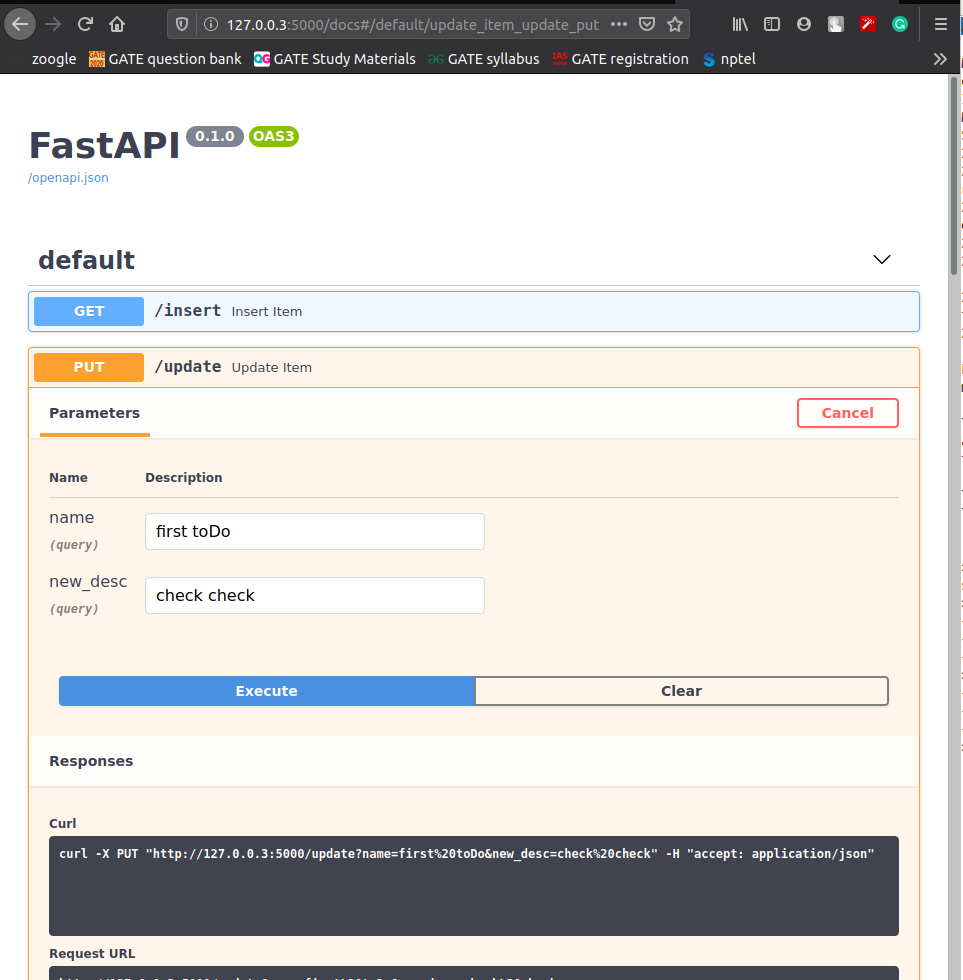 127.0.0.3:5000/docs#/default/update_item_update_put
zoogle GATE question bank GATE Study Materials GATE syllabus GATE registration nptel
FastAPI 0.1.0 OAS3
/openapi.json
default
GET /insert Insert Item
PUT /update Update Item
Parameters Cancel
Name Description
name first toDo
(query)
new_desc check check
(query)
Execute Clear
Responses
Curl
curl -X PUT "http://127.0.0.3:5000/update?name=first%20toDo&new_desc=check%20check" -H "accept: application/json"
Request URL